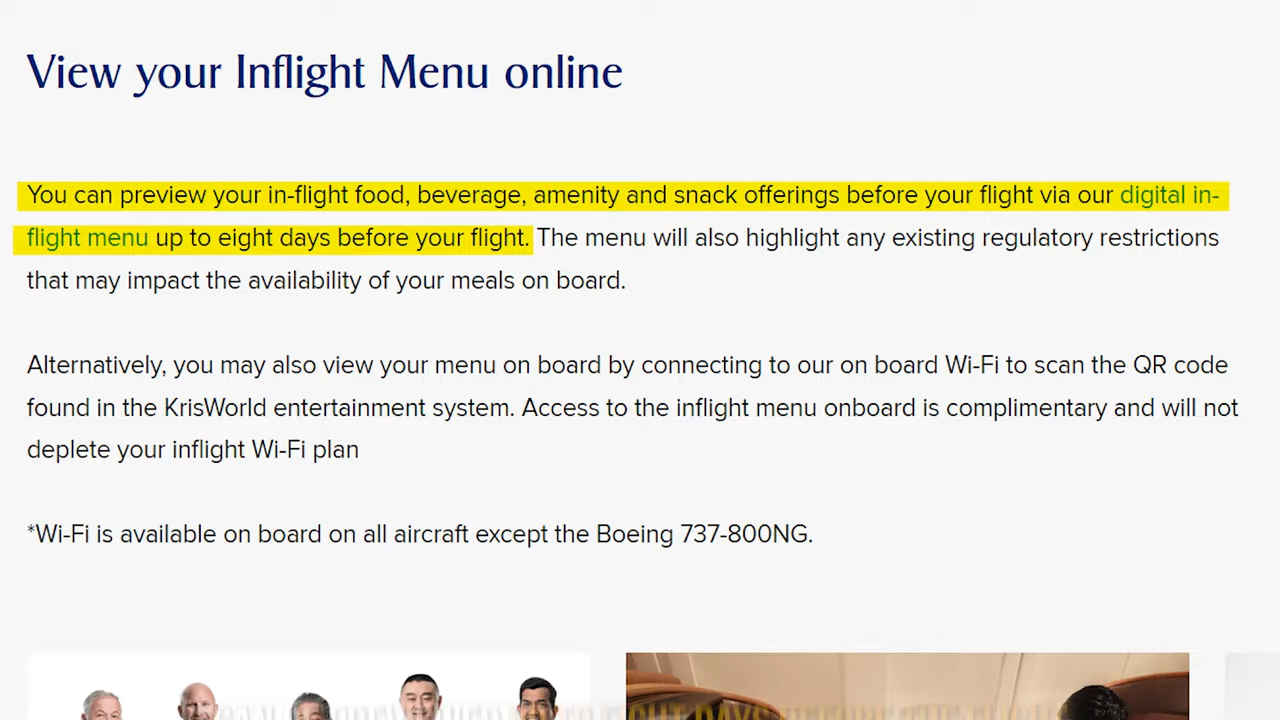 View your Inflight Menu online
You can preview your in-flight food, beverage, amenity and snack offerings before your flight via our digital in-
flight menu up to eight days before your flight. The menu will also highlight any existing regulatory restrictions
that may impact the availability of your meals on board.
Alternatively, you may also view your menu on board by connecting to our on board Wi-Fi to scan the QR code
found in the KrisWorld entertainment system. Access to the inflight menu onboard is complimentary and will not
deplete your inflight Wi-Fi plan
*Wi-Fi is available on board on all aircraft except the Boeing 737-800NG.